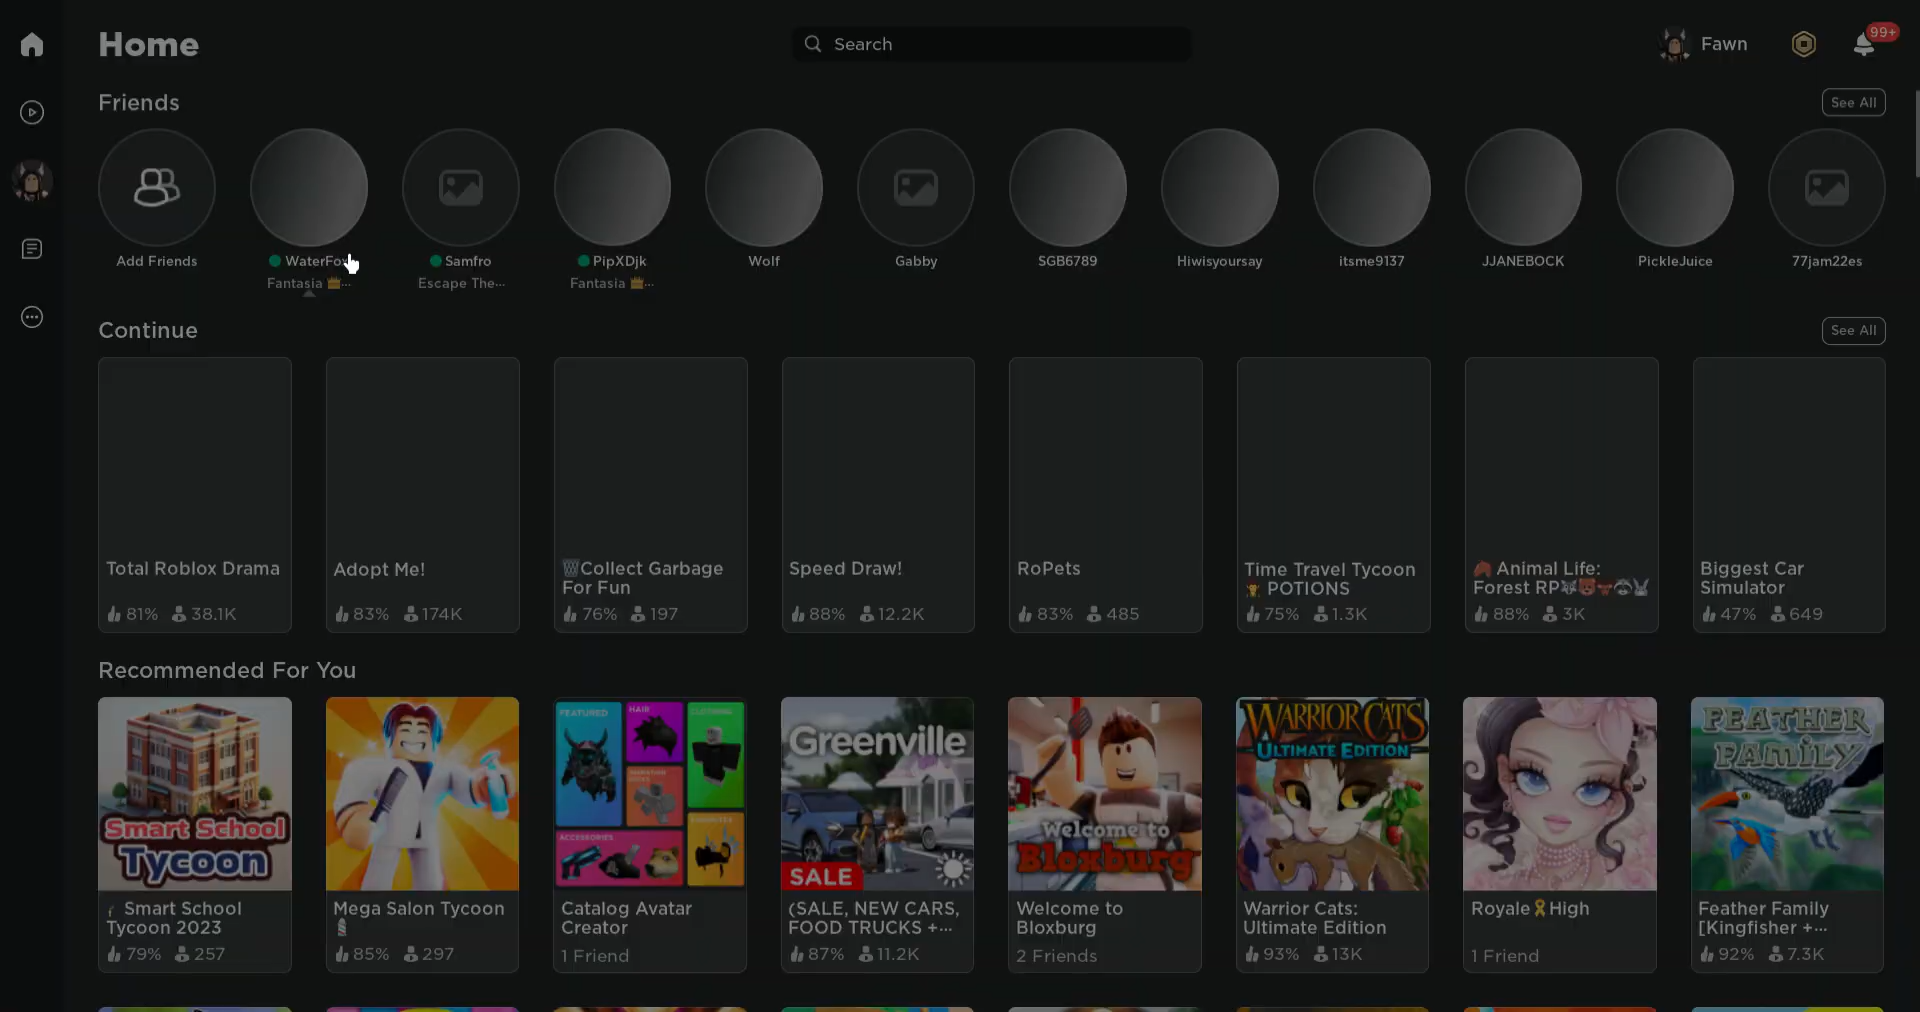 Home
Search
Fawn
99+
Friends
See All
Add Friends
WaterFo
Fantasia 👑...
Samfro
Escape The...
PipXDjk
Fantasia 👑...
Wolf
Gabby
SGB6789
Hiwisyoursay
itsme9137
JJANEBOCK
PickleJuice
77jam22es
Continue
See All
Total Roblox Drama
81% 38.1K
Adopt Me!
83% 174K
🗑️Collect Garbage
For Fun
76% 197
Speed Draw!
88% 12.2K
RoPets
83% 485
Time Travel Tycoon
POTIONS
75% 1.3K
Animal Life:
Forest RP
88% 3K
Biggest Car
Simulator
47% 649
Recommended For You
Smart School
Tycoon
Smart School
Tycoon 2023
79% 257
Mega Salon Tycoon
💈
85% 297
FEATURED
HAIR
CLOTHING
ACCESSORIES
Catalog Avatar
Creator
1 Friend
Greenville
SALE
(SALE, NEW CARS,
FOOD TRUCKS +...
87% 11.2K
Welcome to
Bloxburg
Welcome to
Bloxburg
2 Friends
WARRIOR CATS
ULTIMATE EDITION
Warrior Cats:
Ultimate Edition
93% 13K
Royale🎗️High
1 Friend
FEATHER
FAMILY
Feather Family
[Kingfisher +...
92% 7.3K